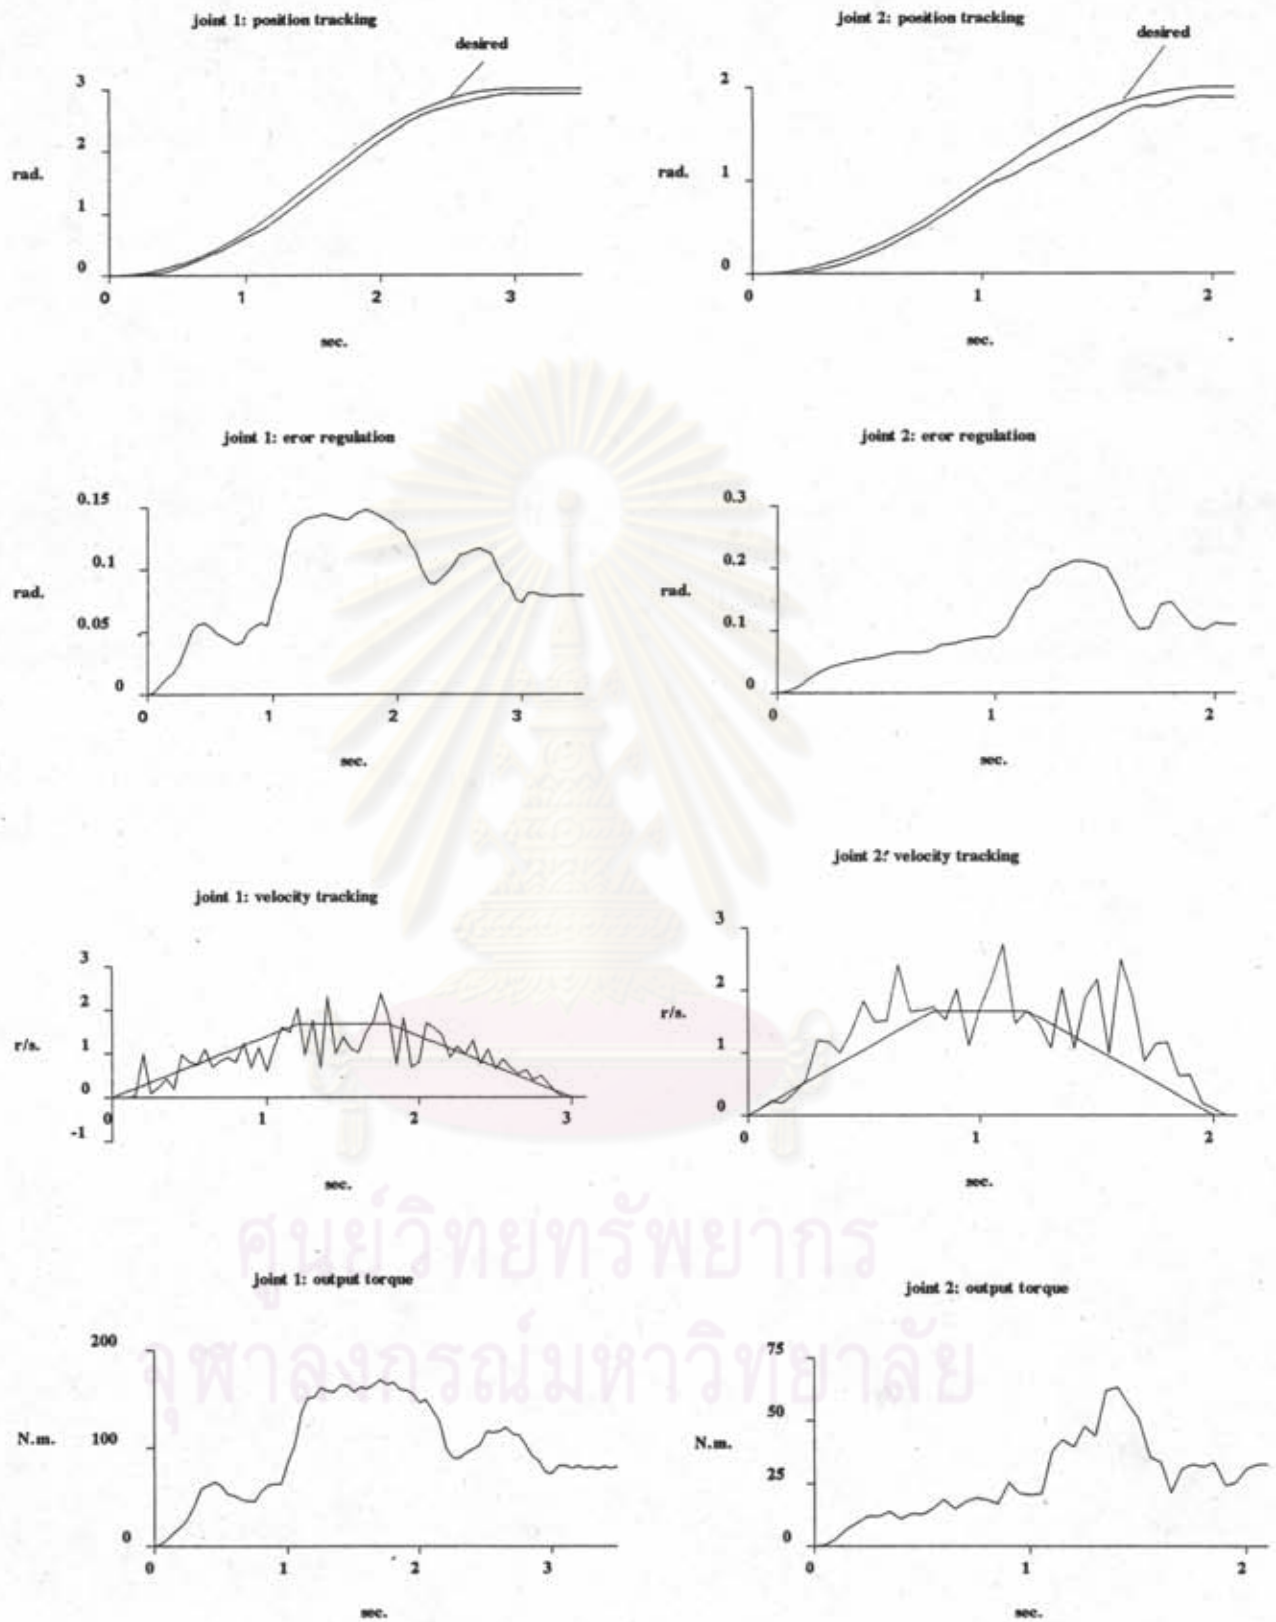 joint 1: position tracking
desired
3
2
rad.
1
0
0 1 2 3
sec.
joint 2: position tracking
desired
2
rad.
1
0
0 1 2
sec.
joint 1: eror regulation
0.15
0.1
rad.
0.05
0
0 1 2 3
sec.
joint 2: eror regulation
0.3
0.2
rad.
0.1
0
0 1 2
sec.
joint 1: velocity tracking
3
2
r/s.
1
0
-1
0 1 2 3
sec.
joint 2: velocity tracking
3
2
r/s.
1
0
0 1 2
sec.
ศูนย์วิทยทรัพยากร
จุฬาลงกรณ์มหาวิทยาลัย
joint 1: output torque
200
N.m.
100
0
0 1 2 3
sec.
joint 2: output torque
75
50
N.m.
25
0
0 1 2
sec.